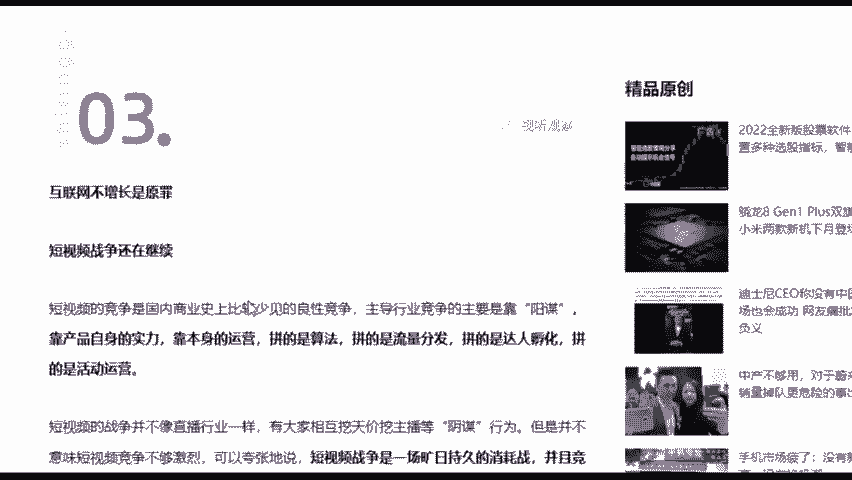 03.
视听观察
互联网不增长是原罪
短视频战争还在继续
短视频的竞争是国内商业史上比较少见的良性竞争，主导行业竞争的主要是靠“阳谋”，
靠产品自身的实力，靠本身的运营，拼的是算法，拼的是流量分发，拼的是达人孵化，拼
的是活动运营。
短视频的战争并不像直播行业一样，有大家相互挖天价挖主播等“阴谋”行为。但是并不
意味短视频竞争不够激烈，可以夸张地说，短视频战争是一场旷日持久的消耗战，并且竞
精品原创
2022全新版股票软件
置多种选股指标，智
骁龙8 Gen1 Plus双旗
小米两款新机下月登场
迪士尼CEO称没有中国
场也会成功 网友痛批
负义
中产不够用，对于蔚来
销量掉队更危险的事
手机市场疲了：没有